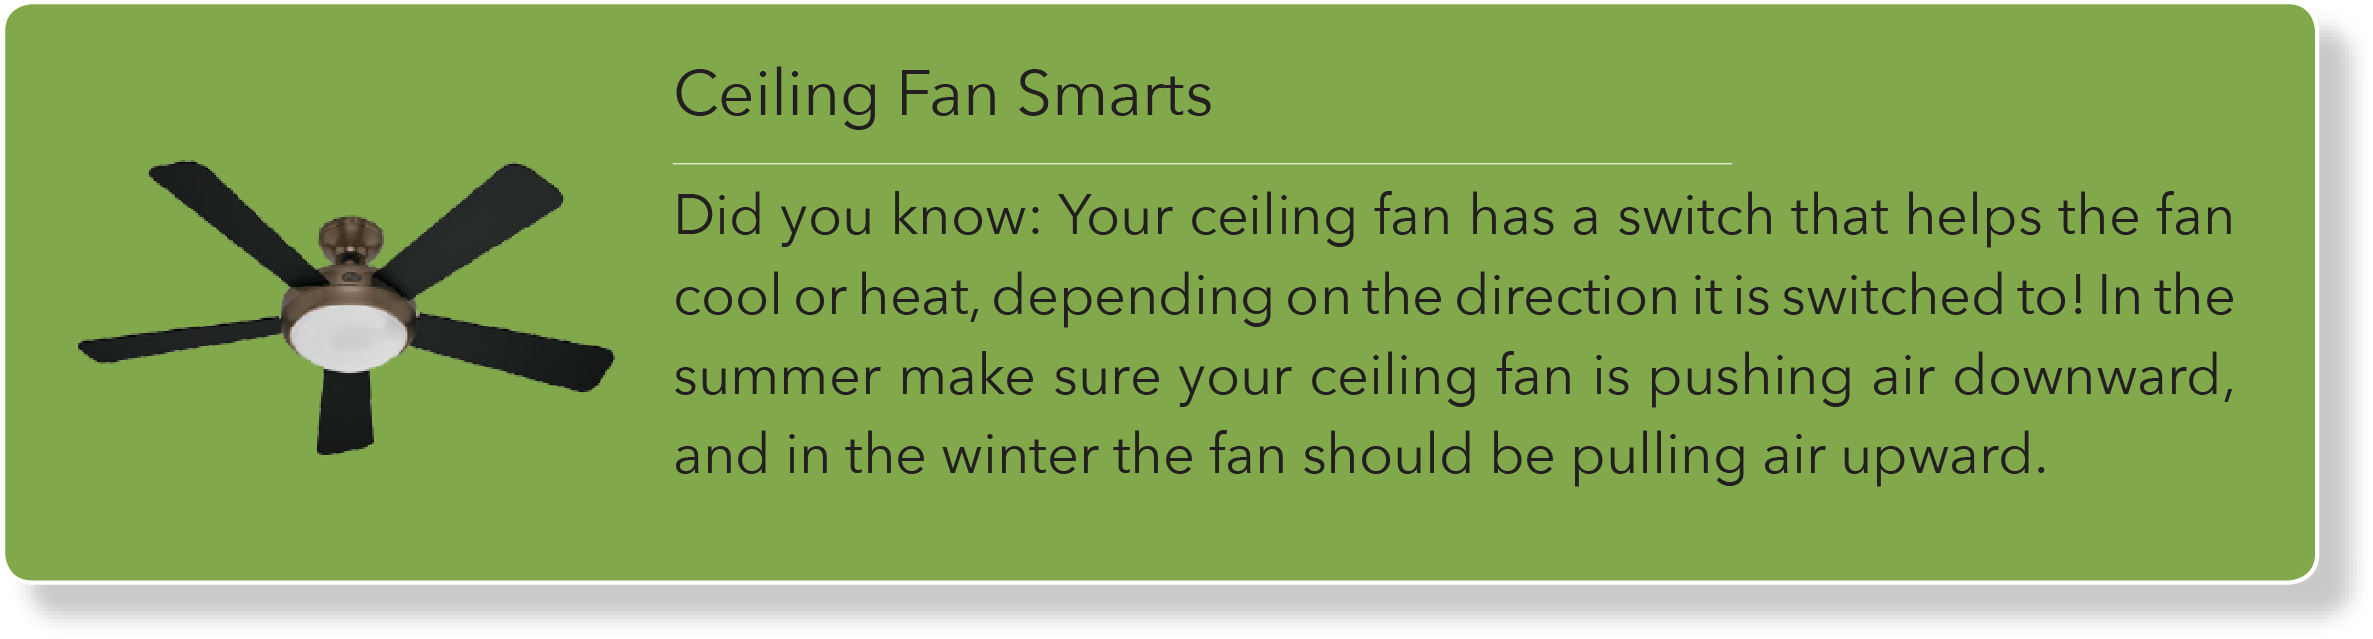 Ceiling Fan Smarts
Did you know: Your ceiling fan has a switch that helps the fan
cool or heat, depending on the direction it is switched to! In the
summer make sure your ceiling fan is pushing air downward,
and in the winter the fan should be pulling air upward.